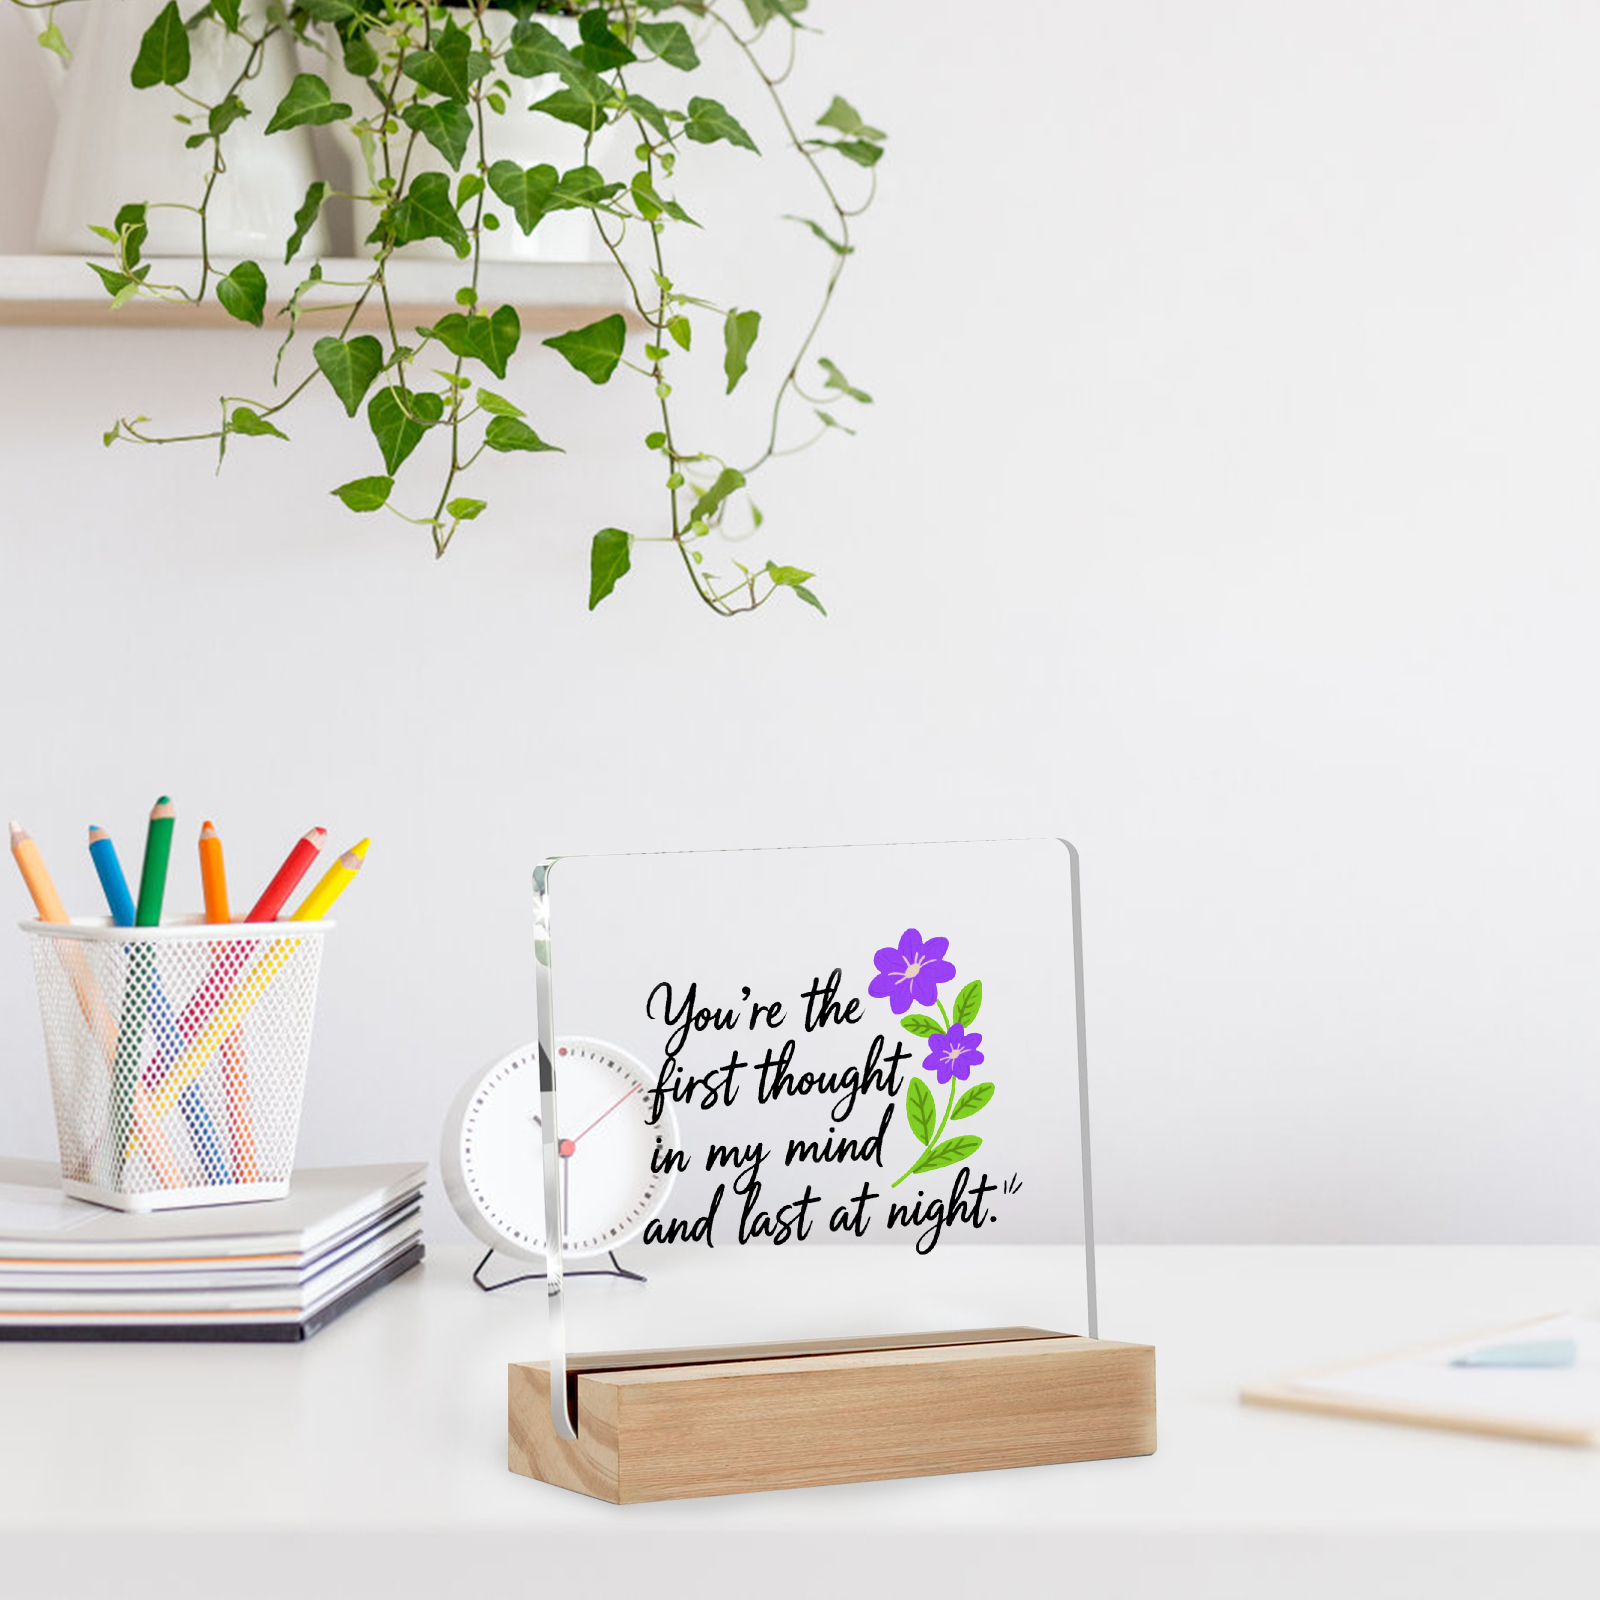 You're the
first thought
in my mind
and last at night."